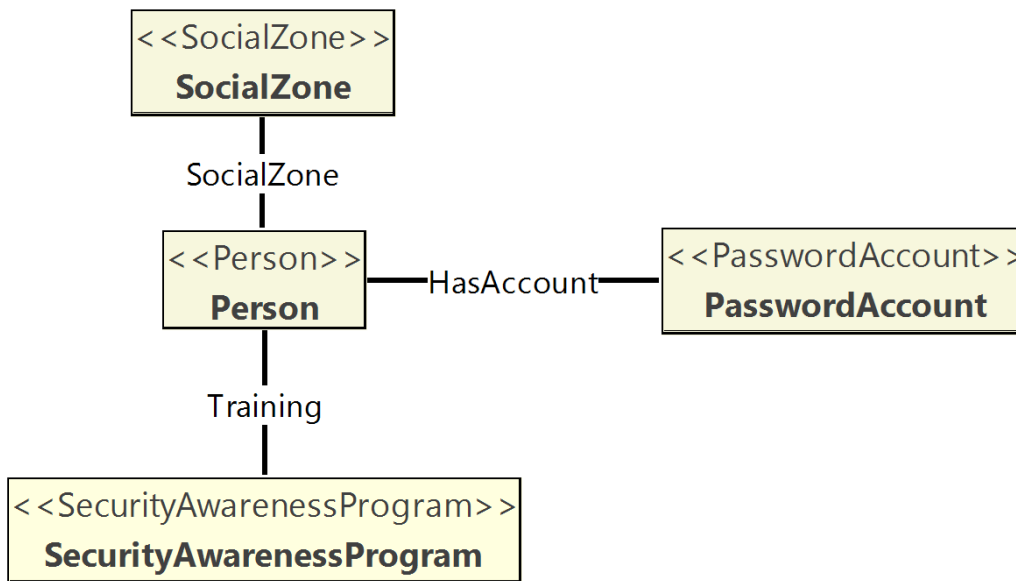 <<SocialZone>>
SocialZone
SocialZone
<<Person>>
Person
HasAccount
<<PasswordAccount>>
PasswordAccount
Training
<<SecurityAwarenessProgram>>
SecurityAwarenessProgram